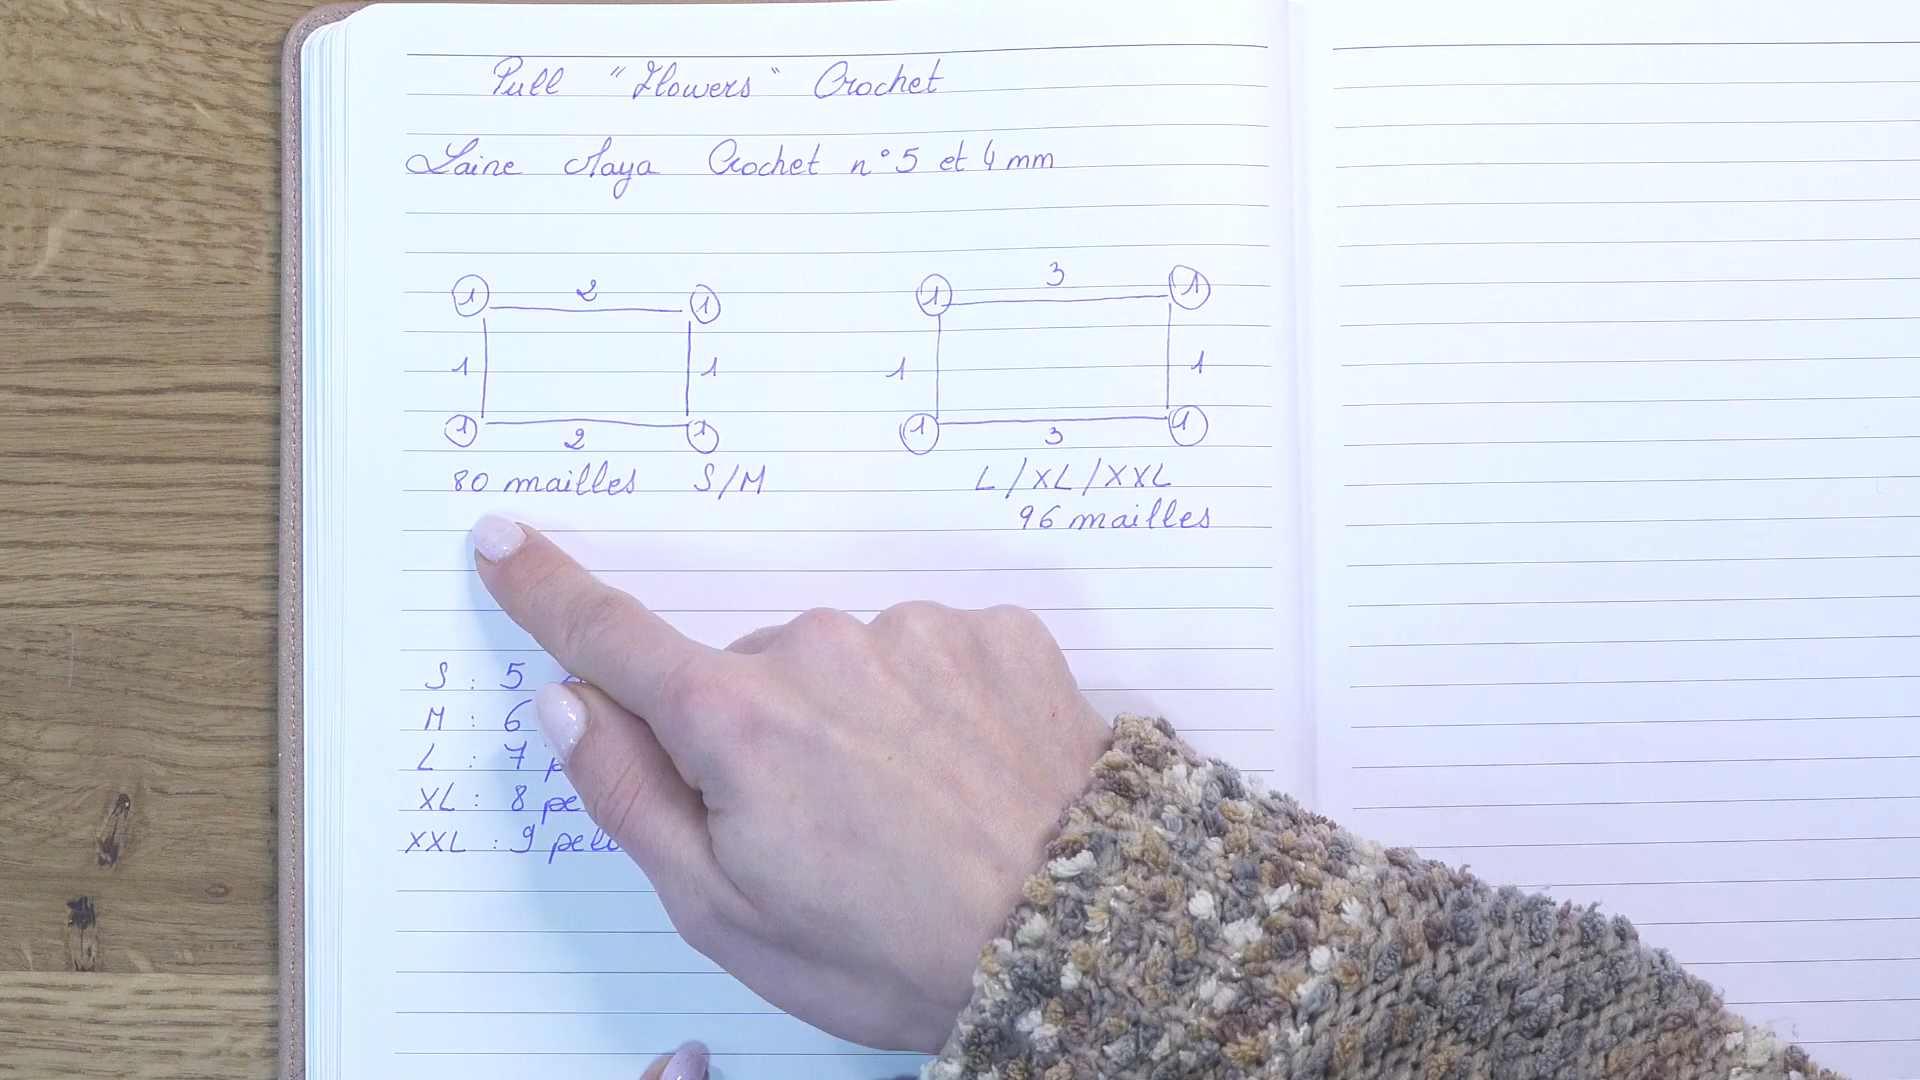 Pull "Flowers" Crochet
Laine Maya Crochet n°5 et 4 mm
1 2 1
1 1
1 2 1
80 mailles S/M
1 3 1
1 1
1 3 1
L/XL/XXL
96 mailles
S : 5
M : 6
L : 7
XL : 8
XXL : 9